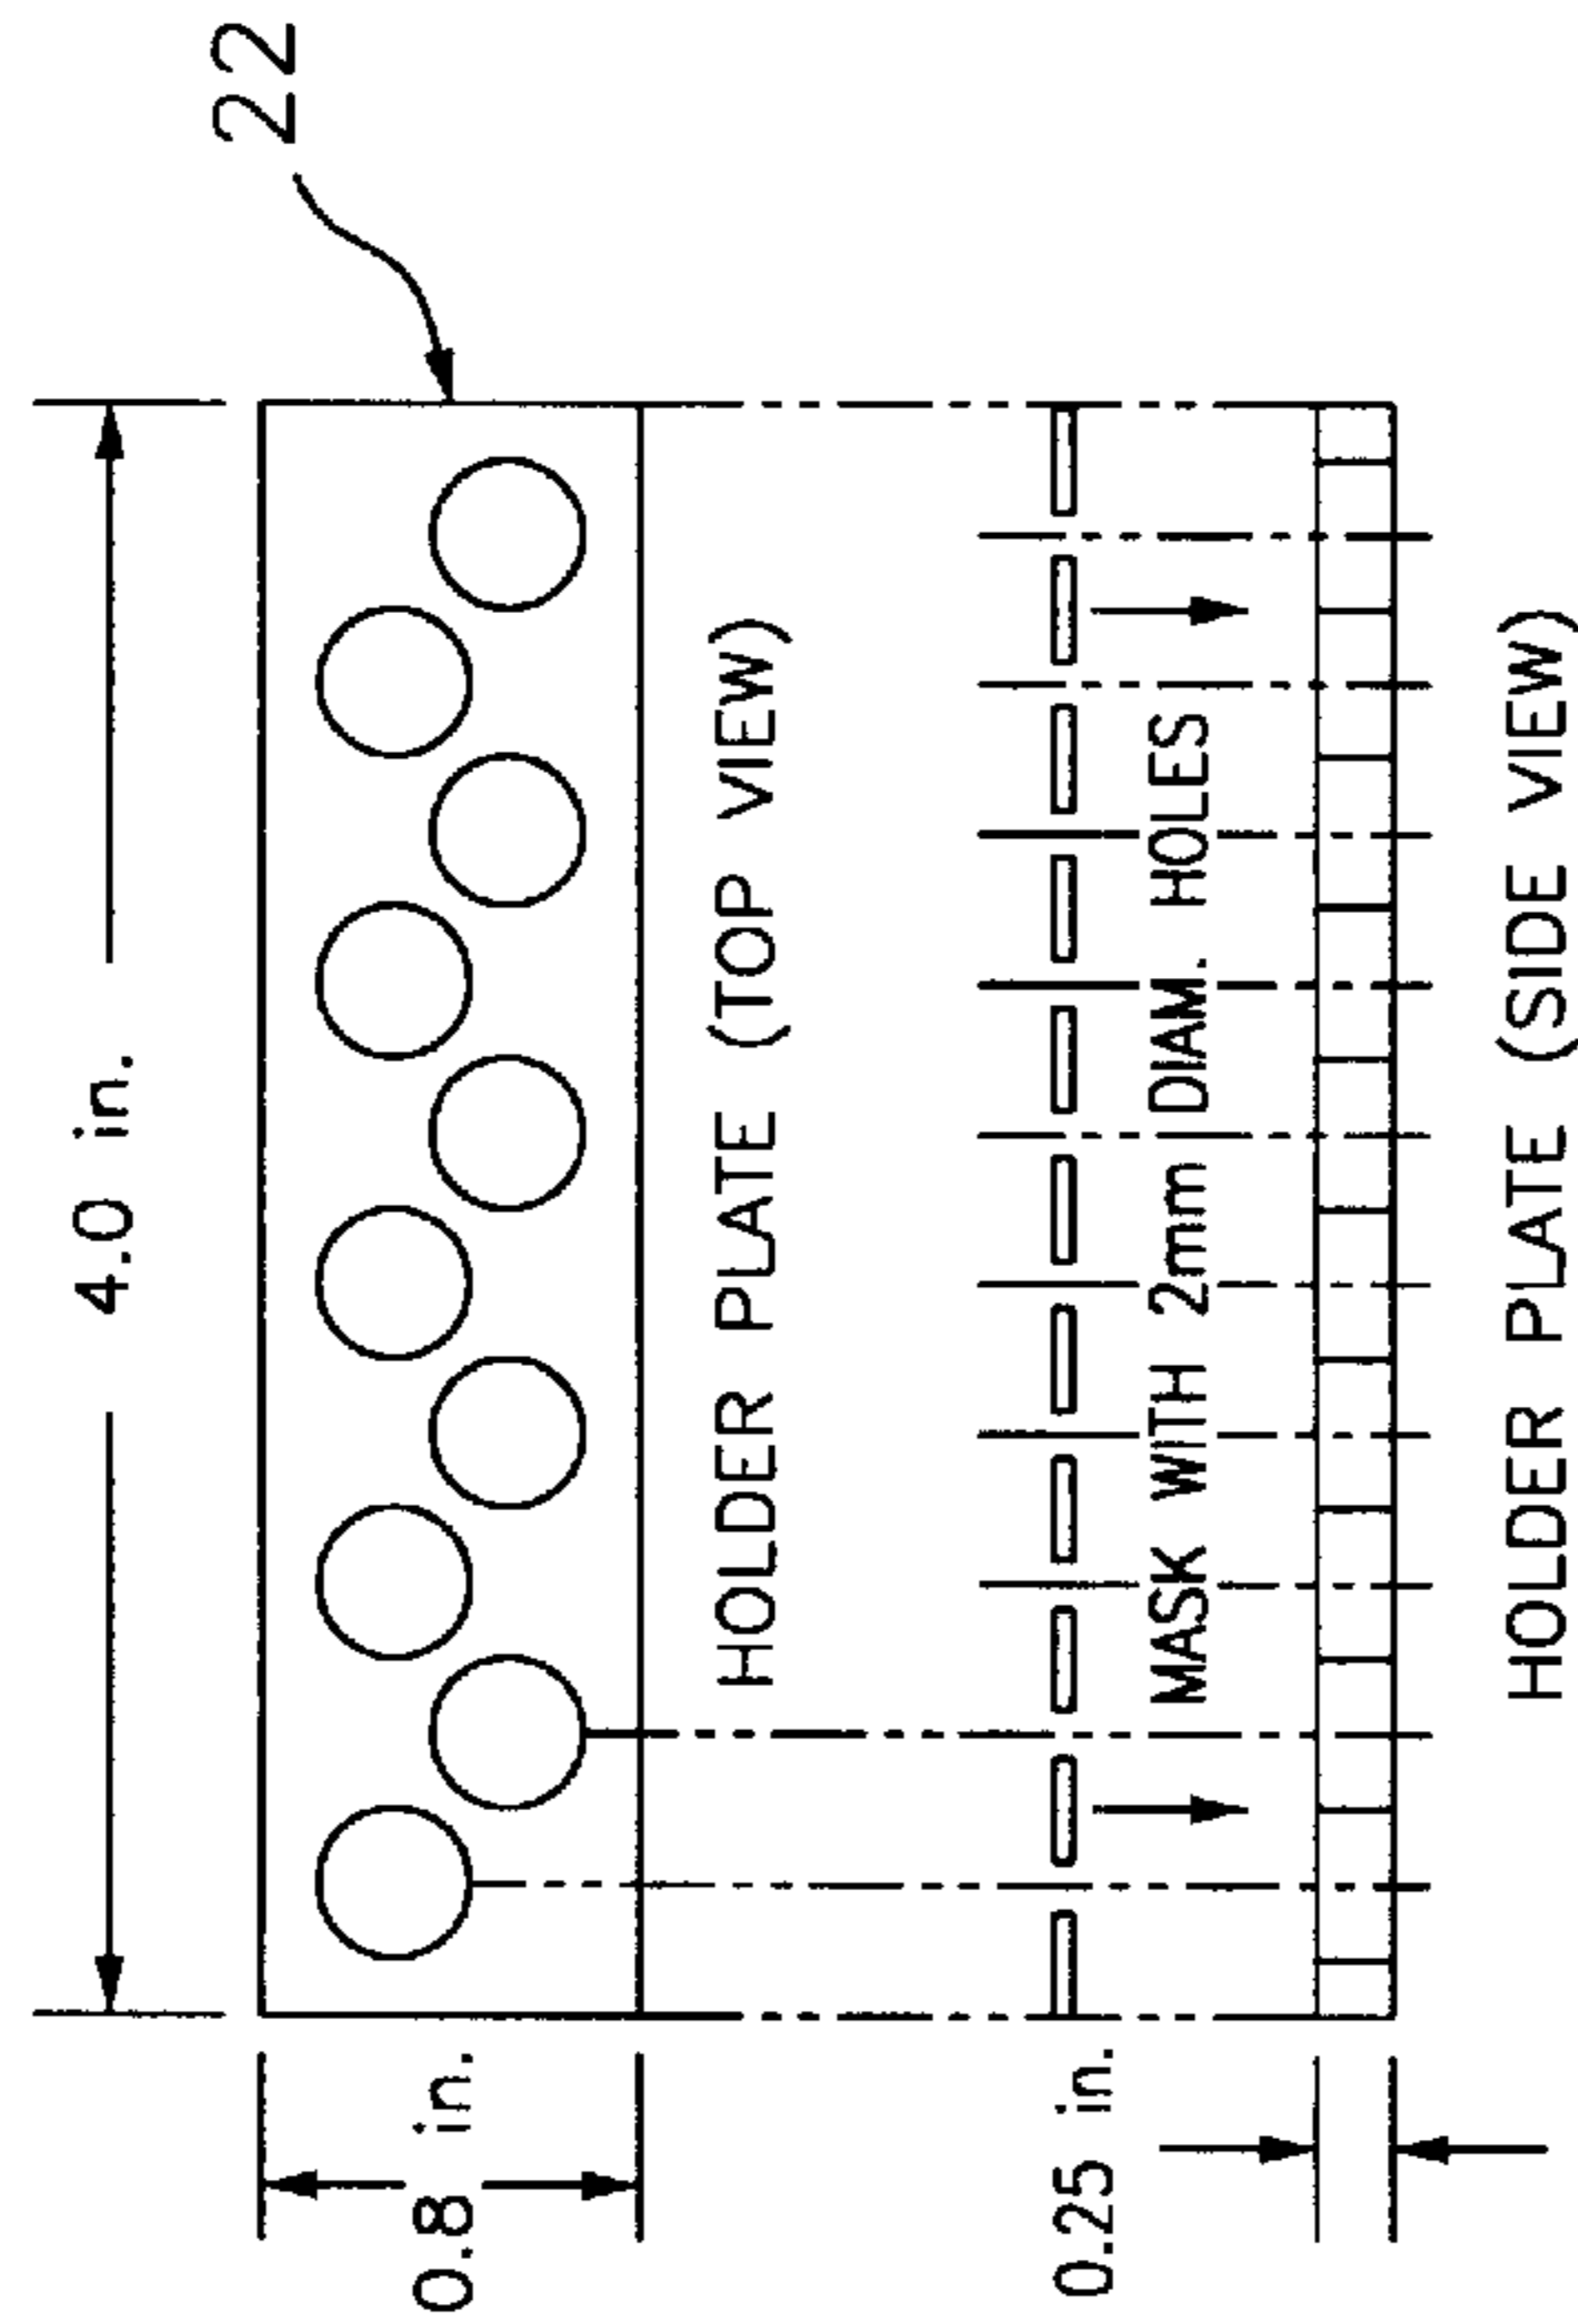 22
4.0 in.
0.8 in.
HOLDER PLATE (TOP VIEW)
MASK WITH 2mm DIAM. HOLES
0.25 in.
HOLDER PLATE (SIDE VIEW)